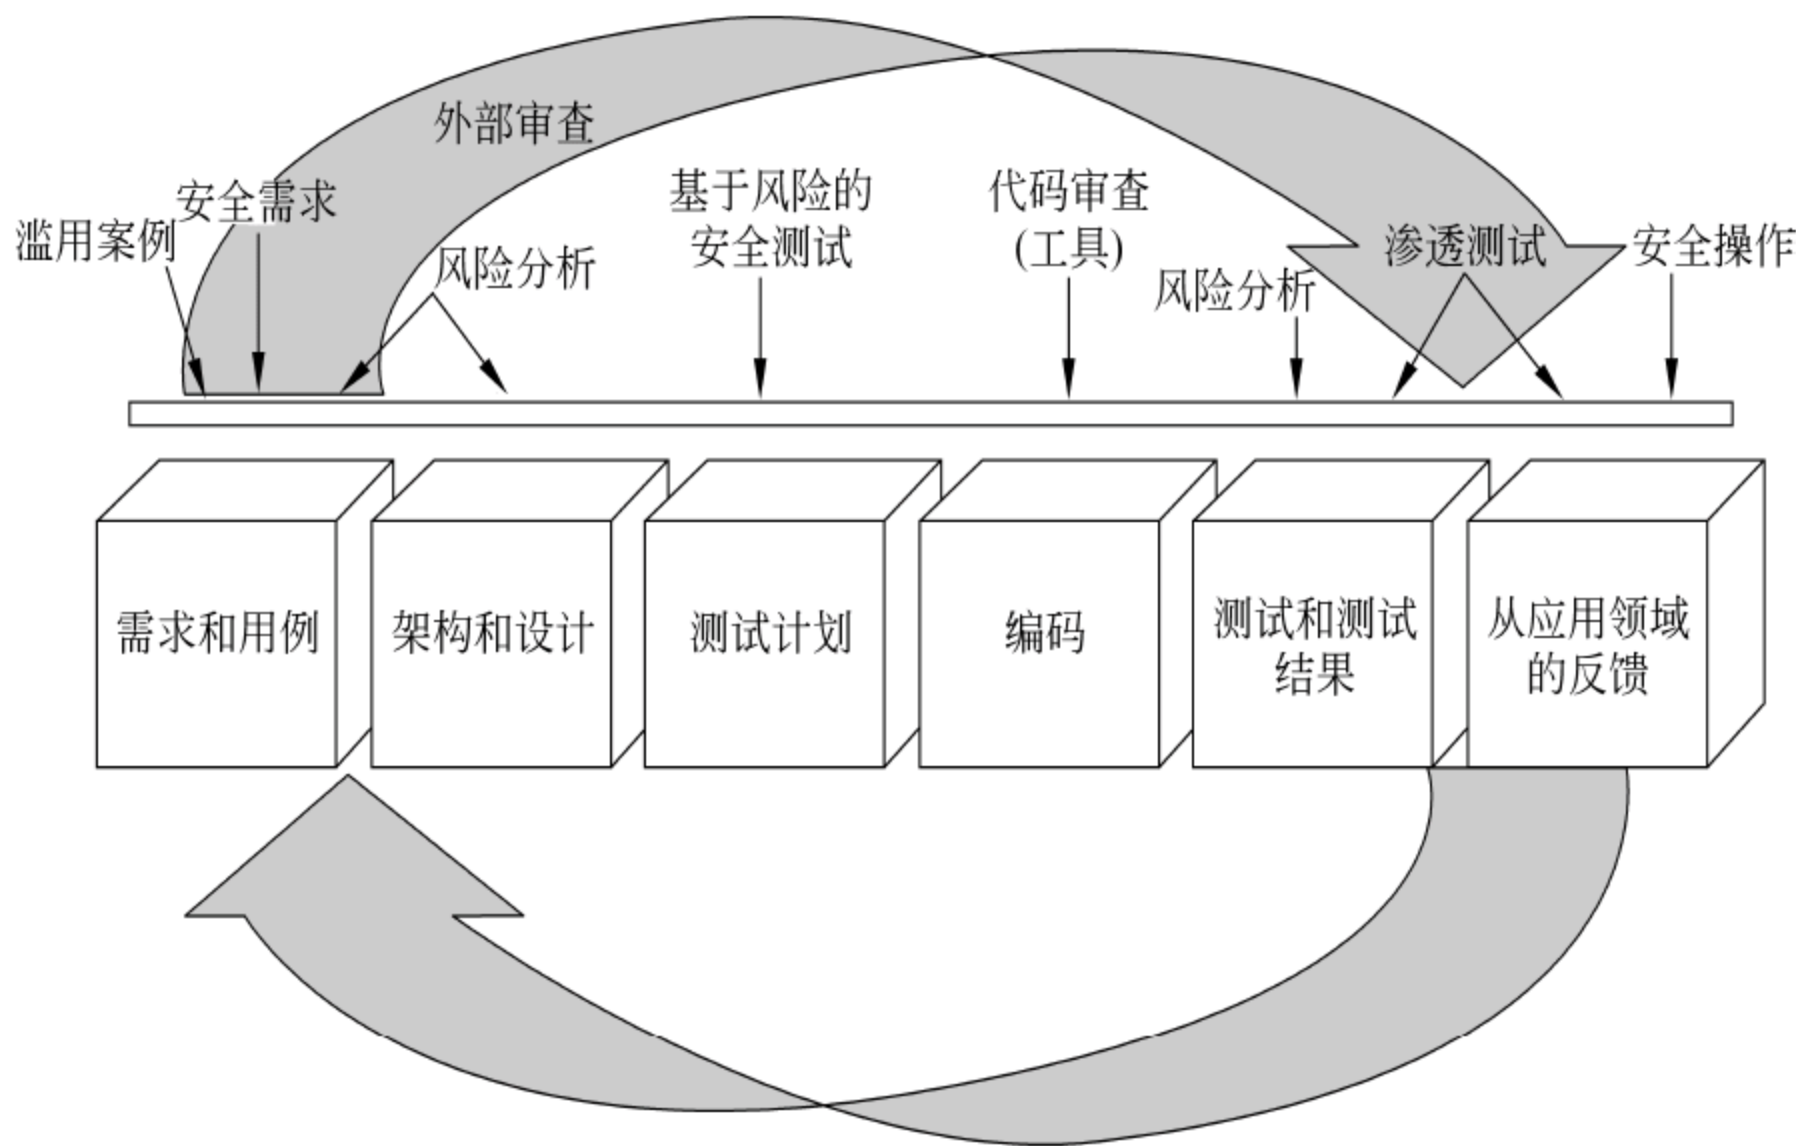 外部审查
安全需求
滥用案例
风险分析
基于风险的
安全测试
代码审查
(工具)
风险分析
渗透测试
安全操作
需求和用例
架构和设计
测试计划
编码
测试和测试
结果
从应用领域
的反馈